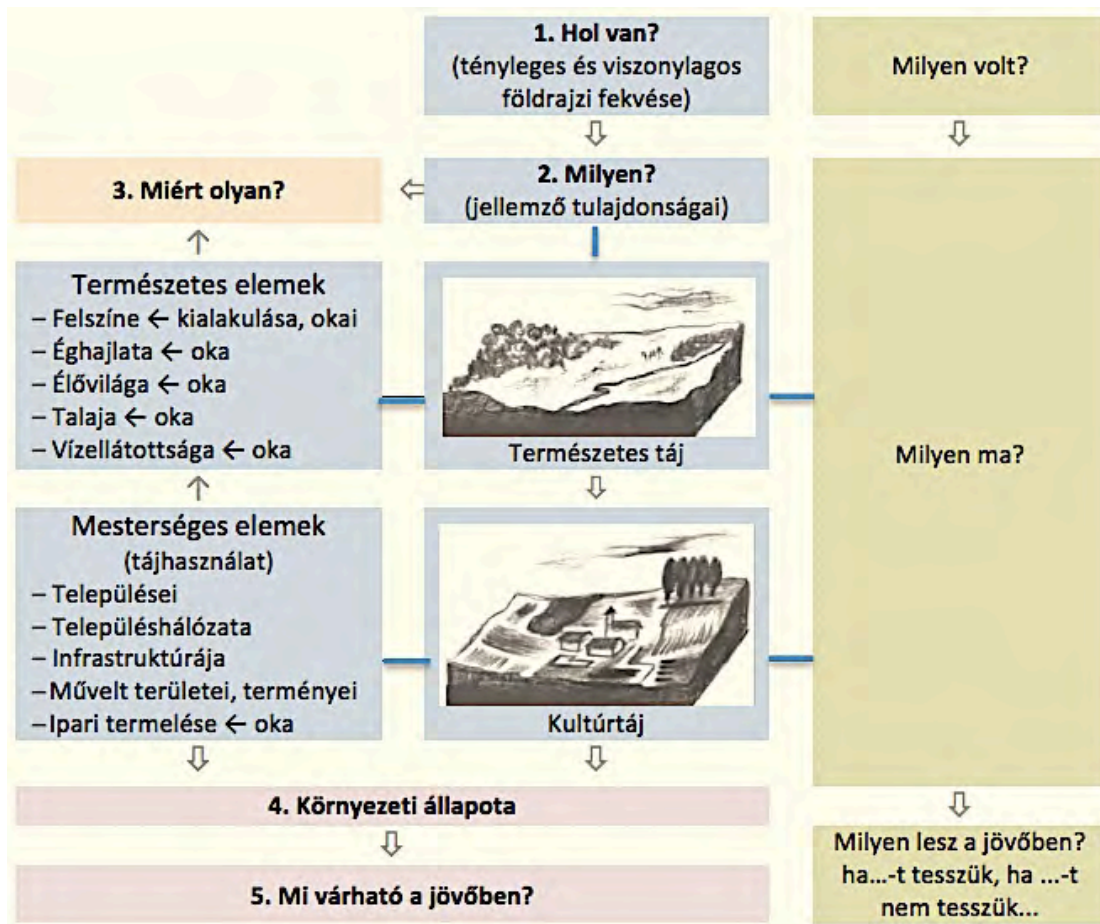 1. Hol van?
(tényleges és viszonylagos
földrajzi fekvése)
Milyen volt?
3. Miért olyan?
2. Milyen?
(jellemző tulajdonságai)
Természetes elemek
– Felszíne ← kialakulása, okai
– Éghajlata ← oka
– Élővilága ← oka
– Talaja ← oka
– Vízellátottsága ← oka
Természetes táj
Milyen ma?
Mesterséges elemek
(tájhasználat)
– Települései
– Településhálózata
– Infrastruktúrája
– Művelt területei, terményei
– Ipari termelése ← oka
Kultúrtáj
4. Környezeti állapota
5. Mi várható a jövőben?
Milyen lesz a jövőben?
ha...-t tesszük, ha ...-t
nem tesszük...